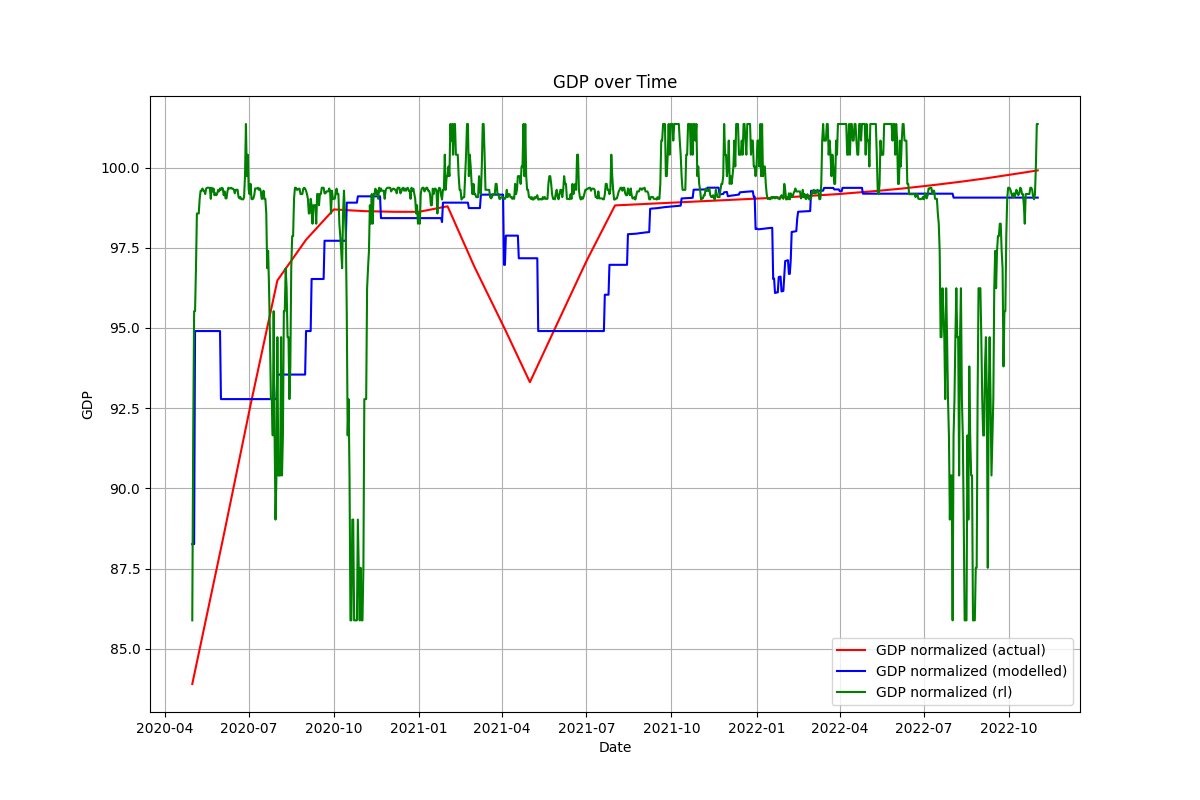 GDP over Time
GDP
100.0
97.5
95.0
92.5
90.0
87.5
85.0
GDP normalized (actual)
GDP normalized (modelled)
GDP normalized (rl)
2020-04 2020-07 2020-10 2021-01 2021-04 2021-07 2021-10 2022-01 2022-04 2022-07 2022-10
Date